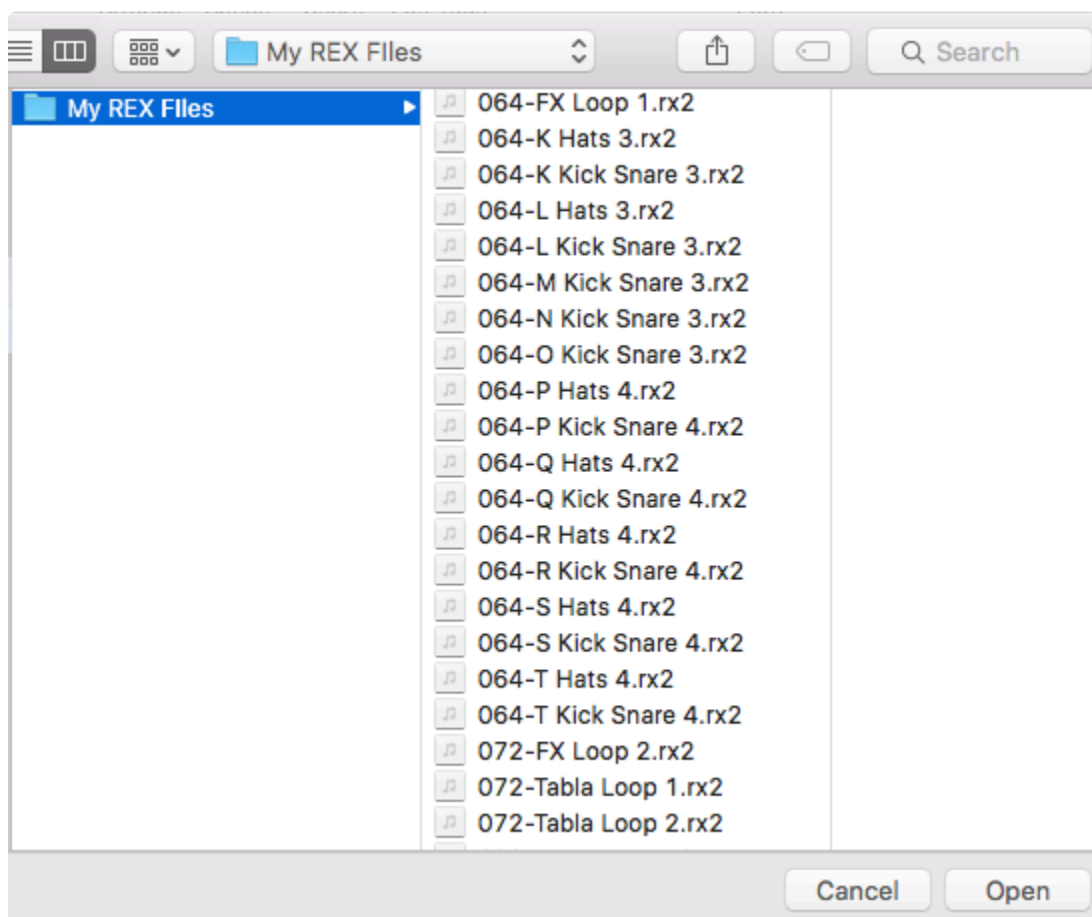 My REX FIles
Search
My REX FIles
064-FX Loop 1.rx2
064-K Hats 3.rx2
064-K Kick Snare 3.rx2
064-L Hats 3.rx2
064-L Kick Snare 3.rx2
064-M Kick Snare 3.rx2
064-N Kick Snare 3.rx2
064-O Kick Snare 3.rx2
064-P Hats 4.rx2
064-P Kick Snare 4.rx2
064-Q Hats 4.rx2
064-Q Kick Snare 4.rx2
064-R Hats 4.rx2
064-R Kick Snare 4.rx2
064-S Hats 4.rx2
064-S Kick Snare 4.rx2
064-T Hats 4.rx2
064-T Kick Snare 4.rx2
072-FX Loop 2.rx2
072-Tabla Loop 1.rx2
072-Tabla Loop 2.rx2
Cancel
Open